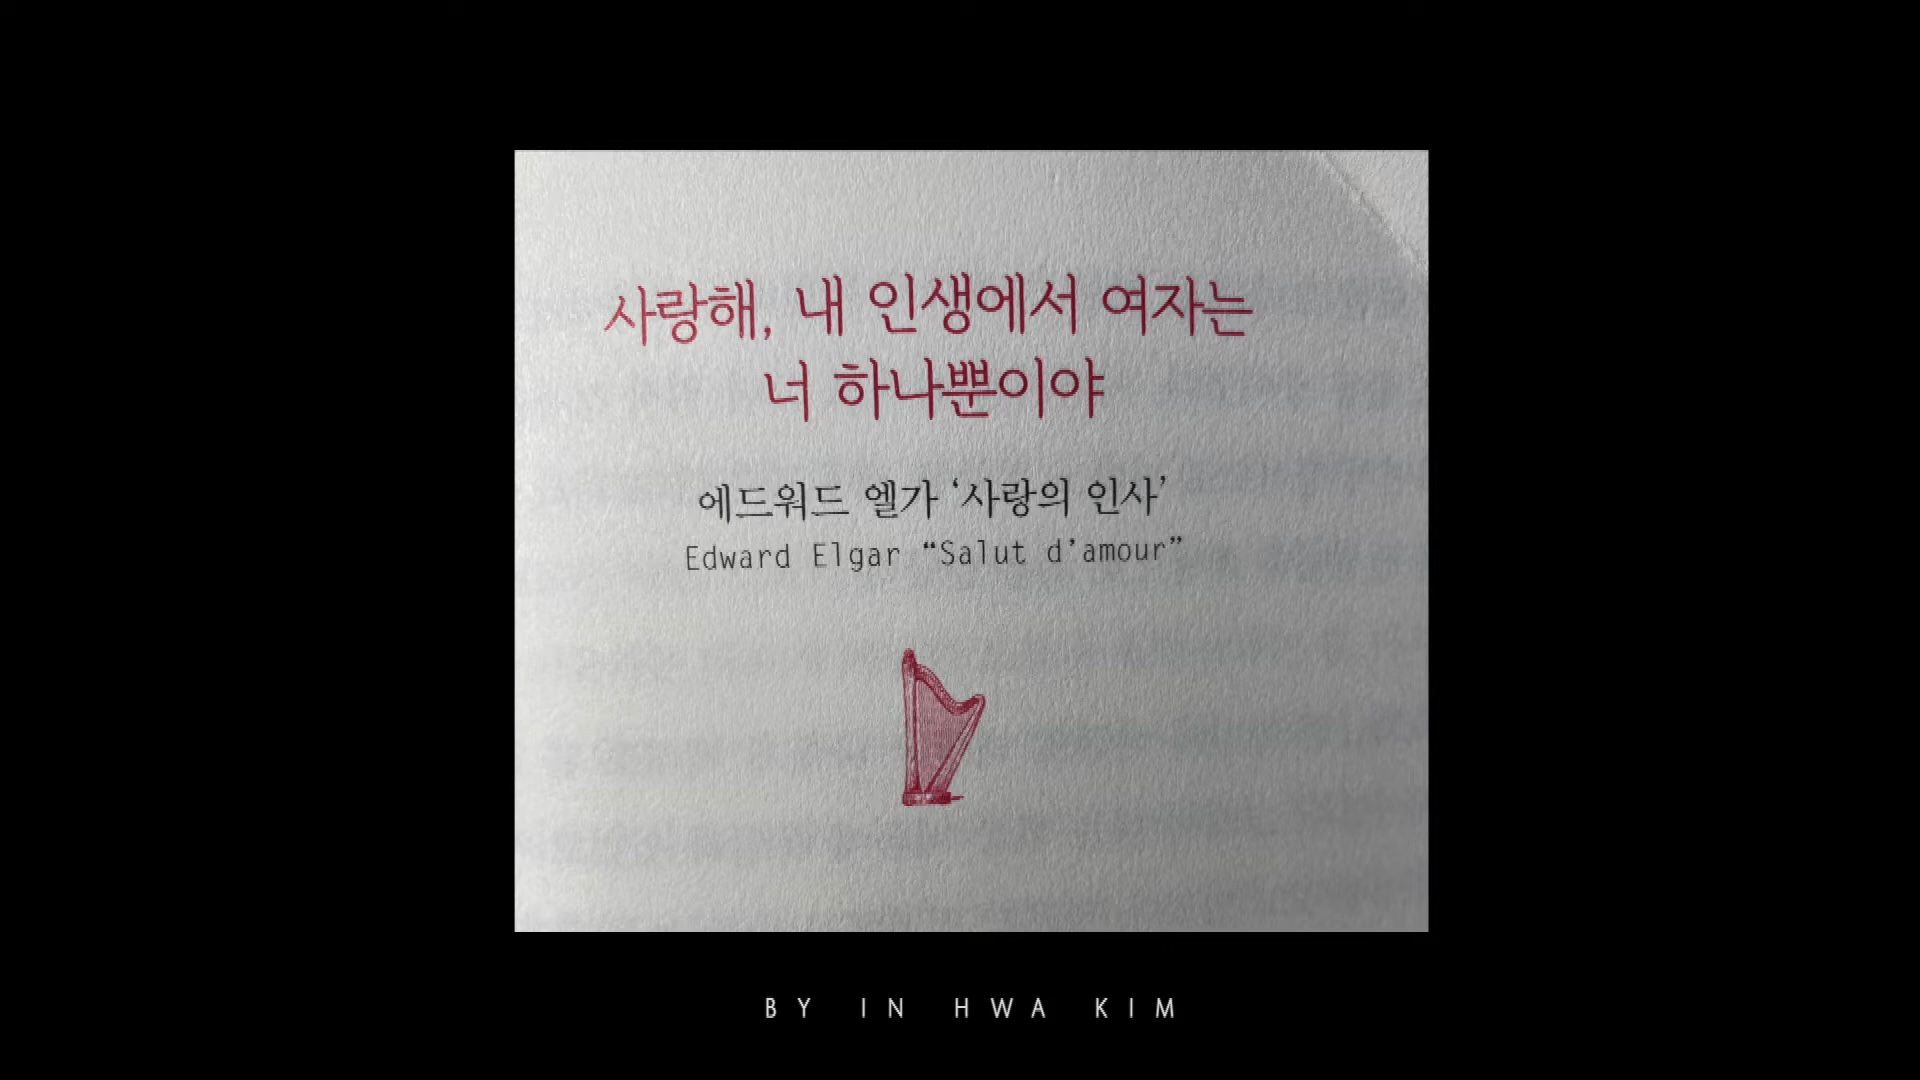 사랑해, 내 인생에서 여자는
너 하나뿐이야
에드워드 엘가 ‘사랑의 인사’
Edward Elgar “Salut d’amour”
BY IN HWA KIM